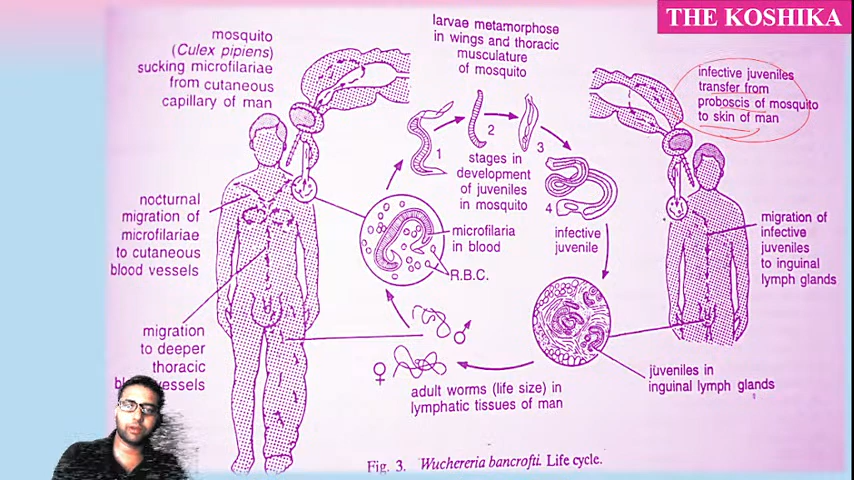 THE KOSHIKA
mosquito
(Culex pipiens)
sucking microfilariae
from cutaneous
capillary of man
larvae metamorphose
in wings and thoracic
musculature
of mosquito
infective juveniles
transfer from
proboscis of mosquito
to skin of man
1
2
3
4
stages in
development
of juveniles
in mosquito
nocturnal
migration of
microfilariae
to cutaneous
blood vessels
microfilaria
in blood
R.B.C.
infective
juvenile
migration of
infective
juveniles
to inguinal
lymph glands
migration
to deeper
thoracic
vessels
♂
♀
adult worms (life size) in
lymphatic tissues of man
juveniles in
inguinal lymph glands
Fig. 3. Wuchereria bancrofti. Life cycle.